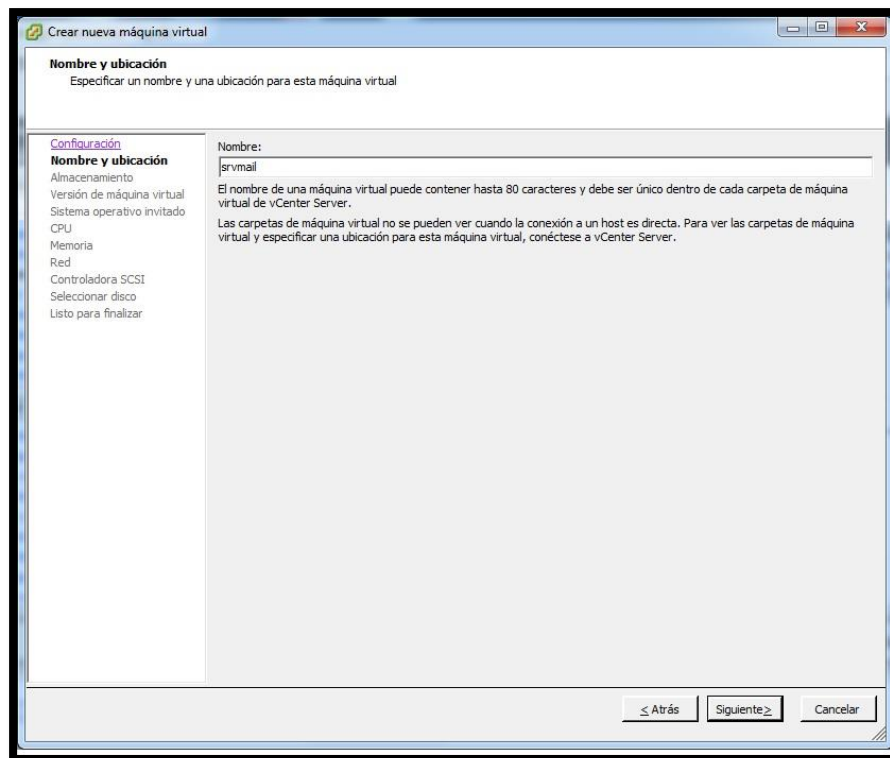 Crear nueva máquina virtual
Nombre y ubicación
Especificar un nombre y una ubicación para esta máquina virtual
Configuración
Nombre y ubicación
Almacenamiento
Versión de máquina virtual
Sistema operativo invitado
CPU
Memoria
Red
Controladora SCSI
Seleccionar disco
Listo para finalizar
Nombre:
srvmail
El nombre de una máquina virtual puede contener hasta 80 caracteres y debe ser único dentro de cada carpeta de máquina
virtual de vCenter Server.
Las carpetas de máquina virtual no se pueden ver cuando la conexión a un host es directa. Para ver las carpetas de máquina
virtual y especificar una ubicación para esta máquina virtual, conéctese a vCenter Server.
< Atrás
Siguiente >
Cancelar